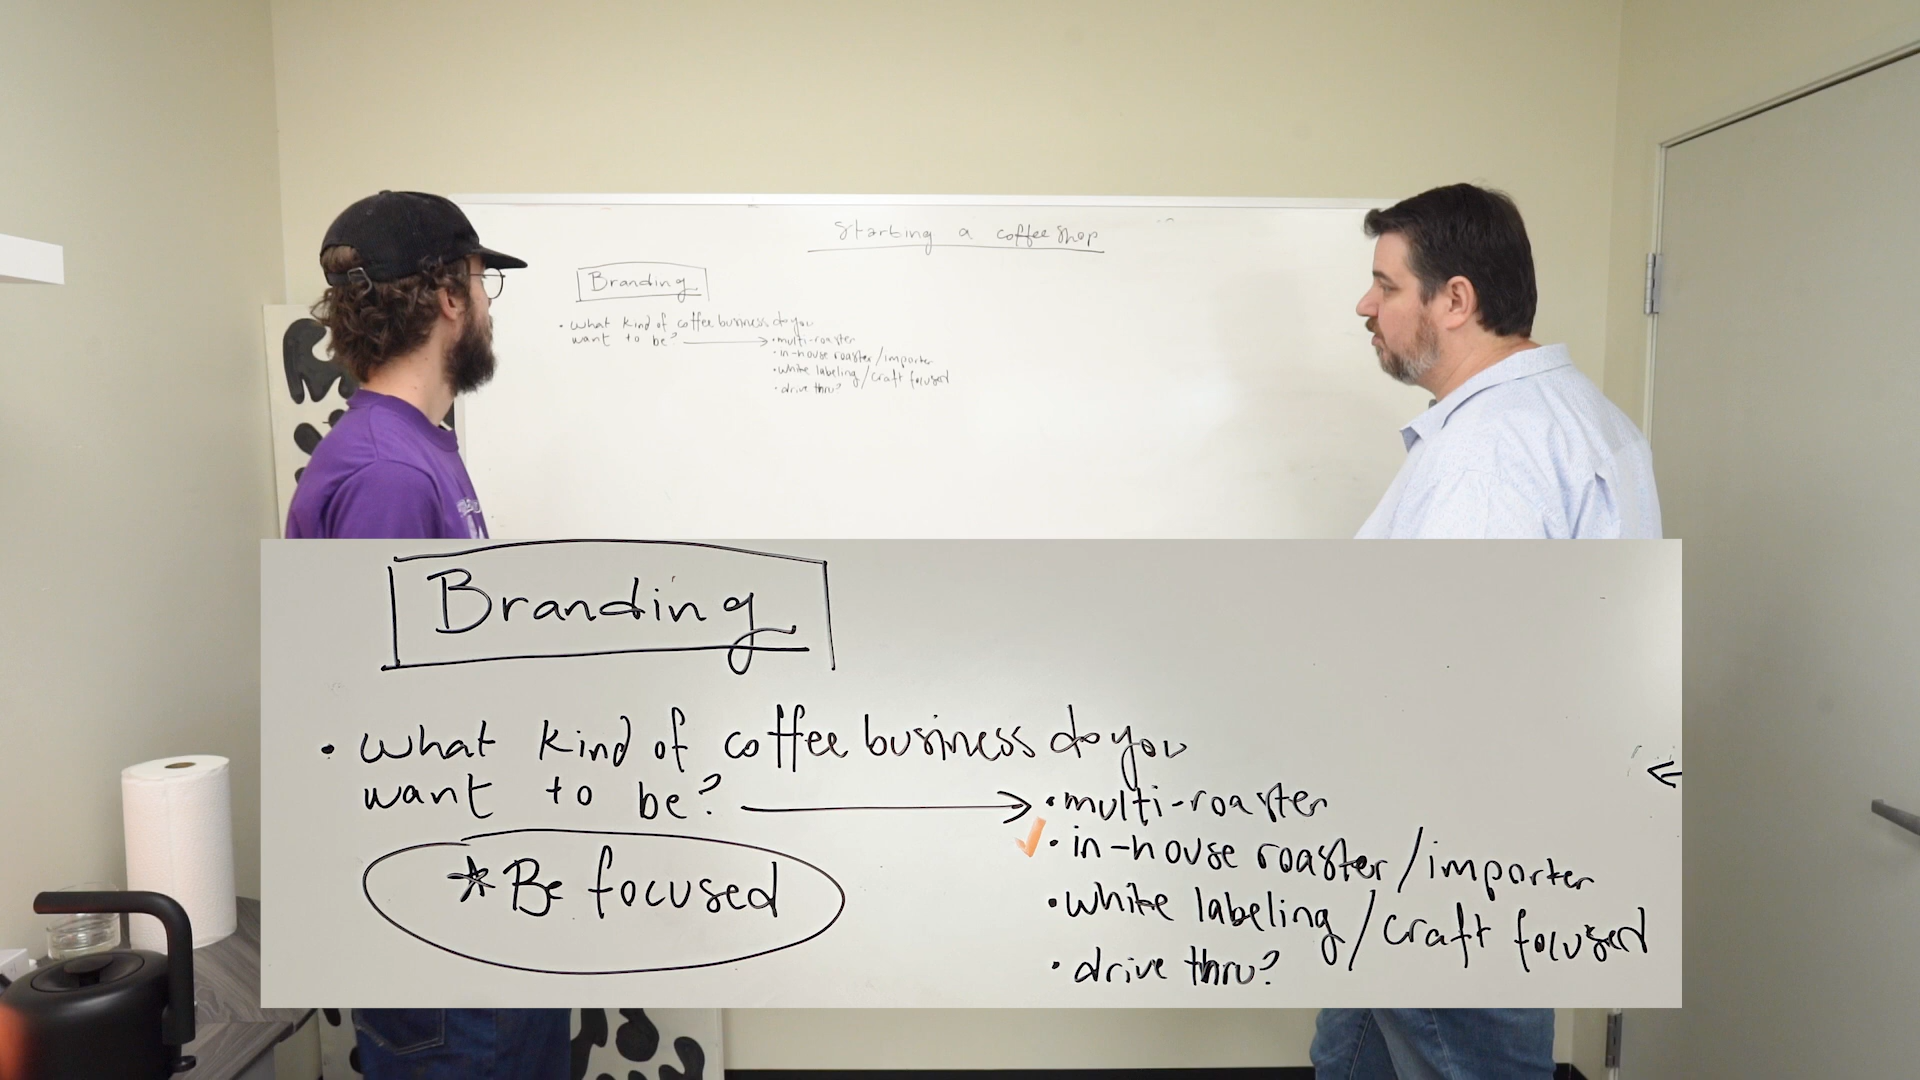 Starting a coffee shop
Branding
• what kind of coffee business do you
want to be? → • multi-roaster
• in-house roaster/importer
• white labeling/craft focused
• drive thru?
Branding
• what kind of coffee business do you
want to be? → • multi-roaster
✓ • in-house roaster/importer
* Be focused
• white labeling/craft focused
• drive thru?